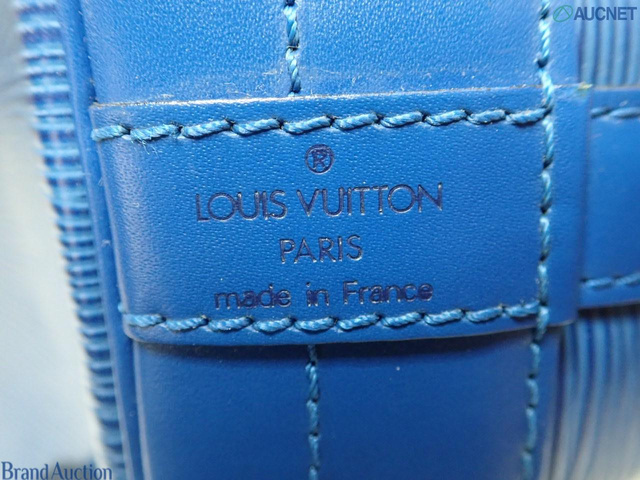 AUCNET
®
LOUIS VUITTON
PARIS
made in France
BrandAuction